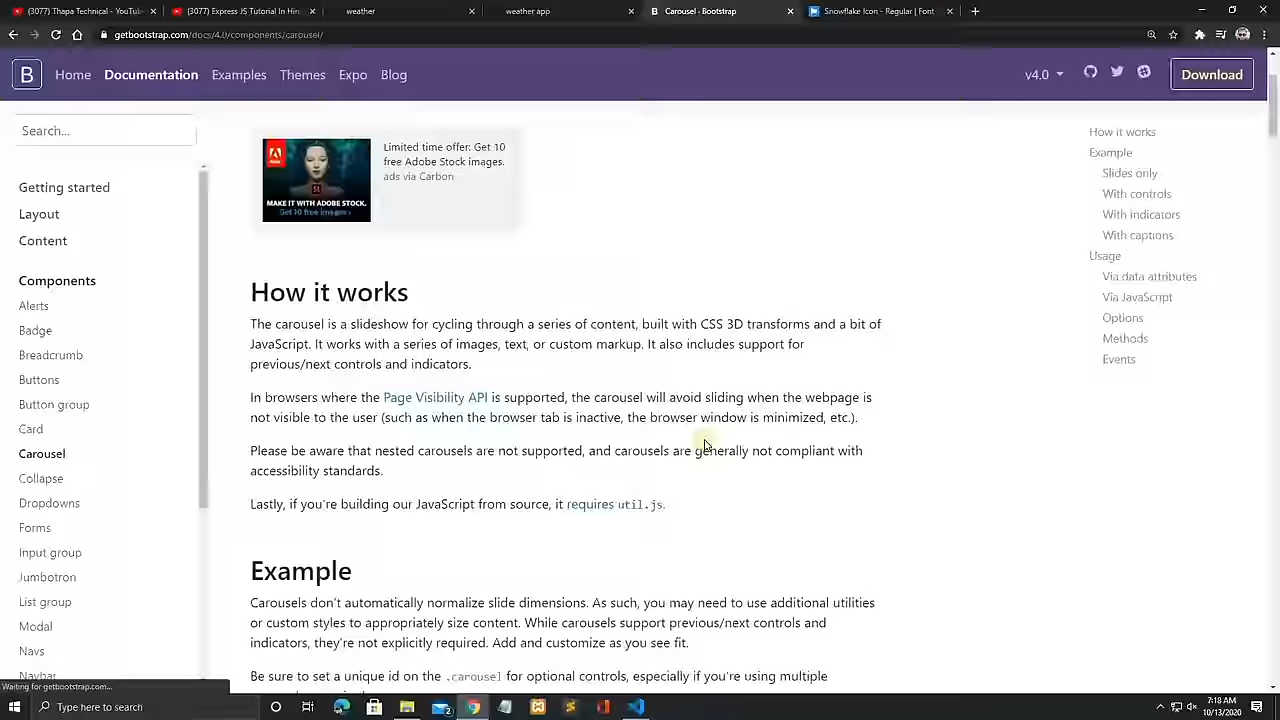 (3077) Thapa Technical - YouTub
(3077) Express JS Tutorial In Hin
weather
weather app
Carousel · Bootstrap
Snowflake Icon - Regular | Font
getbootstrap.com/docs/4.0/components/carousel/
B
Home
Documentation
Examples
Themes
Expo
Blog
v4.0
Download
Search...
Getting started
Layout
Content
Components
Alerts
Badge
Breadcrumb
Buttons
Button group
Card
Carousel
Collapse
Dropdowns
Forms
Input group
Jumbotron
List group
Modal
Navs
Navbar
Waiting for getbootstrap.com...
MAKE IT WITH ADOBE STOCK.
Get 10 free images
Limited time offer: Get 10
free Adobe Stock images.
ads via Carbon
How it works
The carousel is a slideshow for cycling through a series of content, built with CSS 3D transforms and a bit of
JavaScript. It works with a series of images, text, or custom markup. It also includes support for
previous/next controls and indicators.
In browsers where the Page Visibility API is supported, the carousel will avoid sliding when the webpage is
not visible to the user (such as when the browser tab is inactive, the browser window is minimized, etc.).
Please be aware that nested carousels are not supported, and carousels are generally not compliant with
accessibility standards.
Lastly, if you're building our JavaScript from source, it requires util.js.
Example
Carousels don't automatically normalize slide dimensions. As such, you may need to use additional utilities
or custom styles to appropriately size content. While carousels support previous/next controls and
indicators, they're not explicitly required. Add and customize as you see fit.
Be sure to set a unique id on the .carousel for optional controls, especially if you're using multiple
How it works
Example
Slides only
With controls
With indicators
With captions
Usage
Via data attributes
Via JavaScript
Options
Methods
Events
Type here to search
7:18 AM
10/13/2020